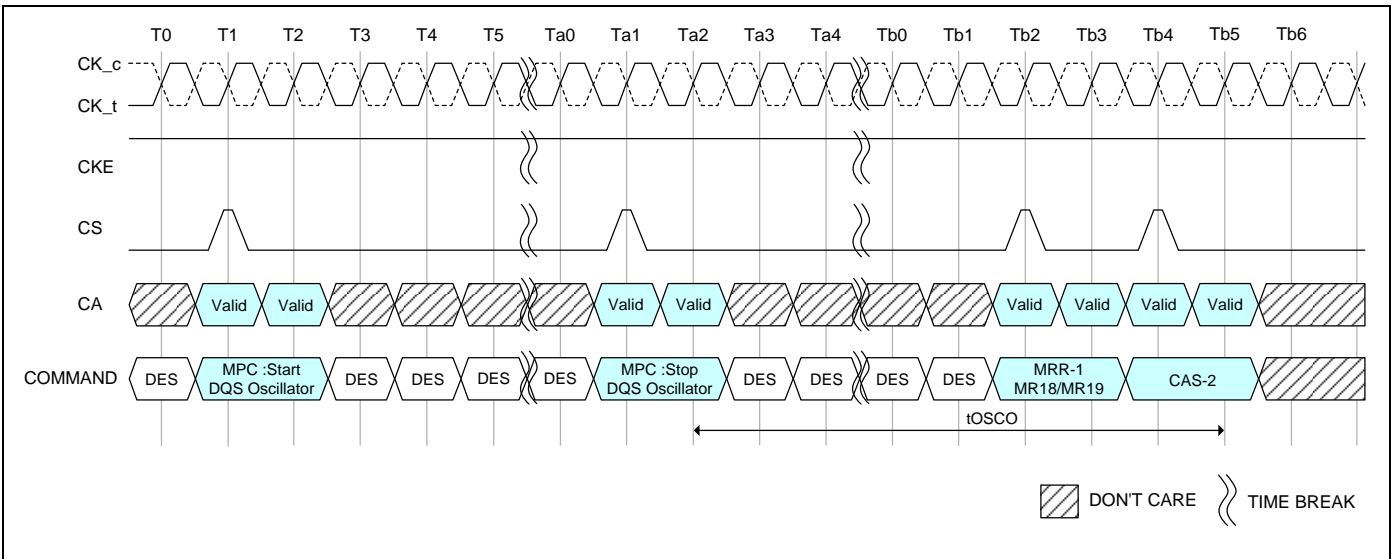 T0 T1 T2 T3 T4 T5 Ta0 Ta1 Ta2 Ta3 Ta4 Tb0 Tb1 Tb2 Tb3 Tb4 Tb5 Tb6
CK_c
CK_t
CKE
CS
CA Valid Valid Valid Valid Valid Valid Valid Valid
COMMAND DES MPC :Start DQS Oscillator DES DES DES DES MPC :Stop DQS Oscillator DES DES DES DES MRR-1 MR18/MR19 CAS-2
tOSCO
DON'T CARE TIME BREAK